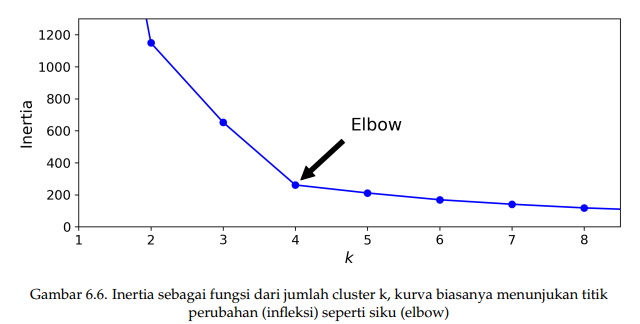 1200
1000
800
600
400
200
0
Inertia
Elbow
1 2 3 4 5 6 7 8
k
Gambar 6.6. Inertia sebagai fungsi dari jumlah cluster k, kurva biasanya menunjukan titik
perubahan (infleksi) seperti siku (elbow)